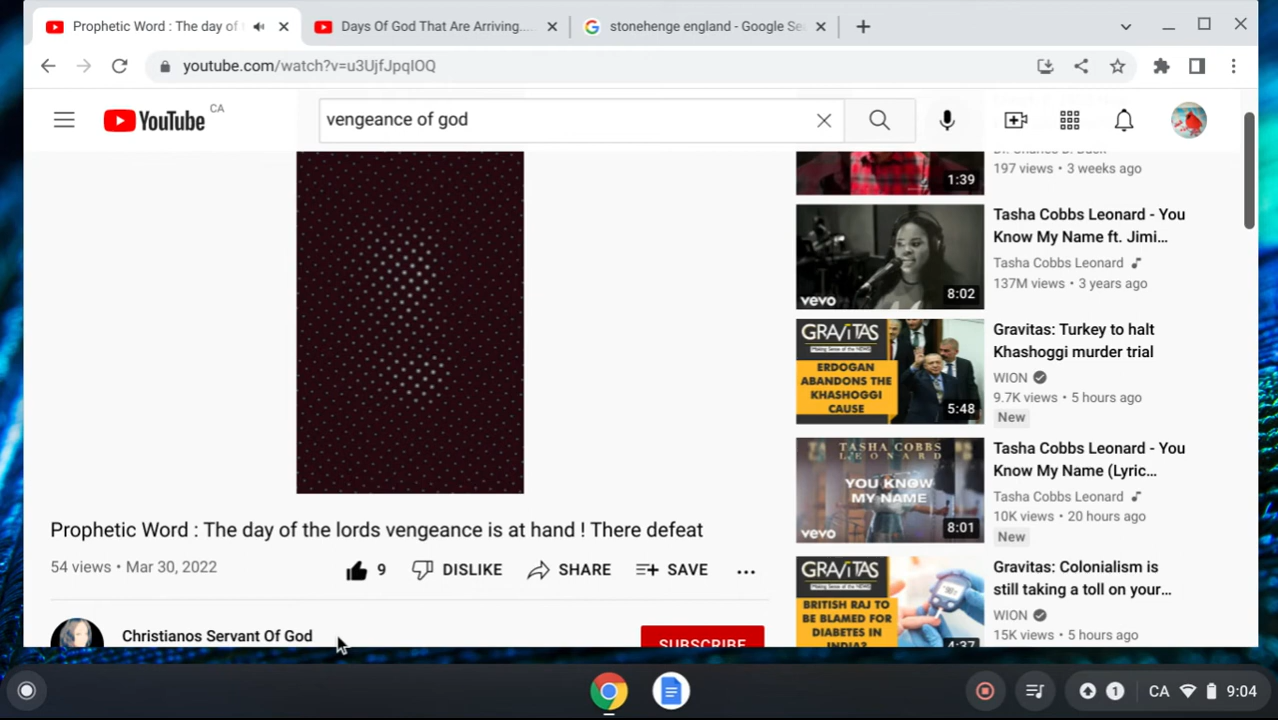 Prophetic Word : The day of t
Days Of God That Are Arriving....
stonehenge england - Google Se
youtube.com/watch?v=u3UjfJpqIOQ
YouTube CA
vengeance of god
1:39
197 views • 3 weeks ago
8:02
vevo
Tasha Cobbs Leonard - You
Know My Name ft. Jimi...
Tasha Cobbs Leonard
137M views • 3 years ago
GRAVITAS
ERDOGAN
ABANDONS THE
KHASHOGGI
CAUSE
5:48
Gravitas: Turkey to halt
Khashoggi murder trial
WION
9.7K views • 5 hours ago
New
TASHA COBBS
LEONARD
YOU KNOW
MY NAME
vevo
8:01
Tasha Cobbs Leonard - You
Know My Name (Lyric...
Tasha Cobbs Leonard
10K views • 20 hours ago
New
GRAVITAS
BRITISH RAJ TO
BE BLAMED FOR
DIABETES IN
INDIA?
4:37
Gravitas: Colonialism is
still taking a toll on your...
WION
15K views • 5 hours ago
Prophetic Word : The day of the lords vengeance is at hand ! There defeat
54 views • Mar 30, 2022
9 DISLIKE SHARE SAVE
Christianos Servant Of God
SUBSCRIBE
1 CA 9:04